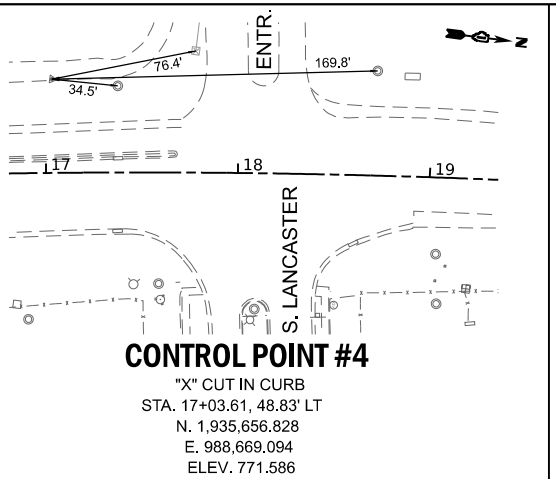 ENTR.
N
76.4'
169.8'
34.5'
17
18
19
S. LANCASTER
CONTROL POINT #4
"X" CUT IN CURB
STA. 17+03.61, 48.83' LT
N. 1,935,656.828
E. 988,669.094
ELEV. 771.586